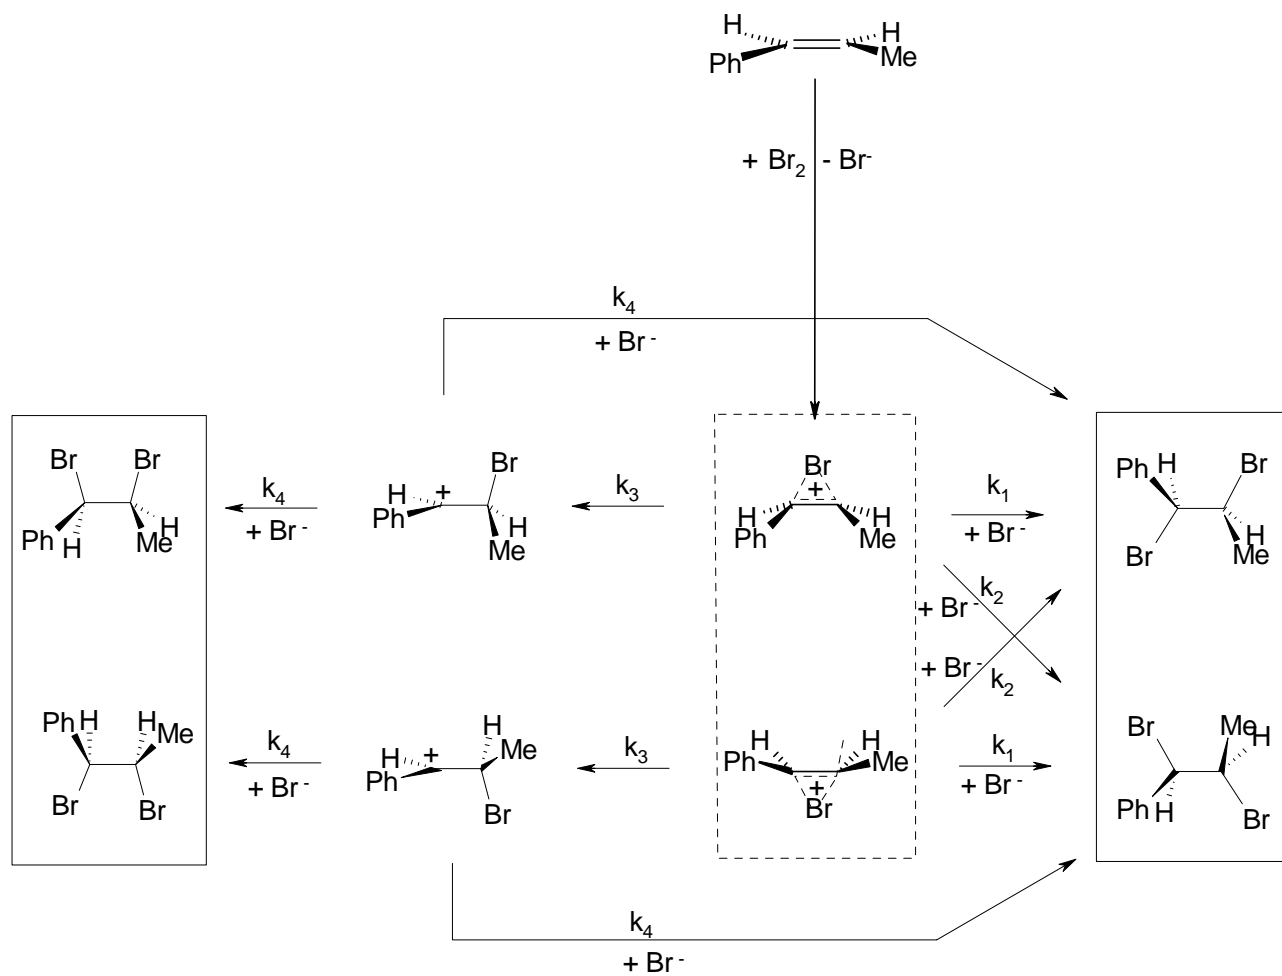 H
H
Ph
Me
+ Br₂
- Br⁻
k₄
+ Br⁻
Br Br
Ph
H
Me
H
k₄
+ Br⁻
H
Ph
+
Br
H
Me
k₃
Br
+
H
Ph
H
Me
k₁
+ Br⁻
k₂
+ Br⁻
+ Br⁻
k₂
Ph
H
Br
Br
H
Me
Ph
H
H
Me
Br
Br
k₄
+ Br⁻
H
Ph
+
H
Me
Br
k₃
H
Ph
H
Me
+
Br
k₁
+ Br⁻
Br
Me
H
Ph
H
Br
k₄
+ Br⁻